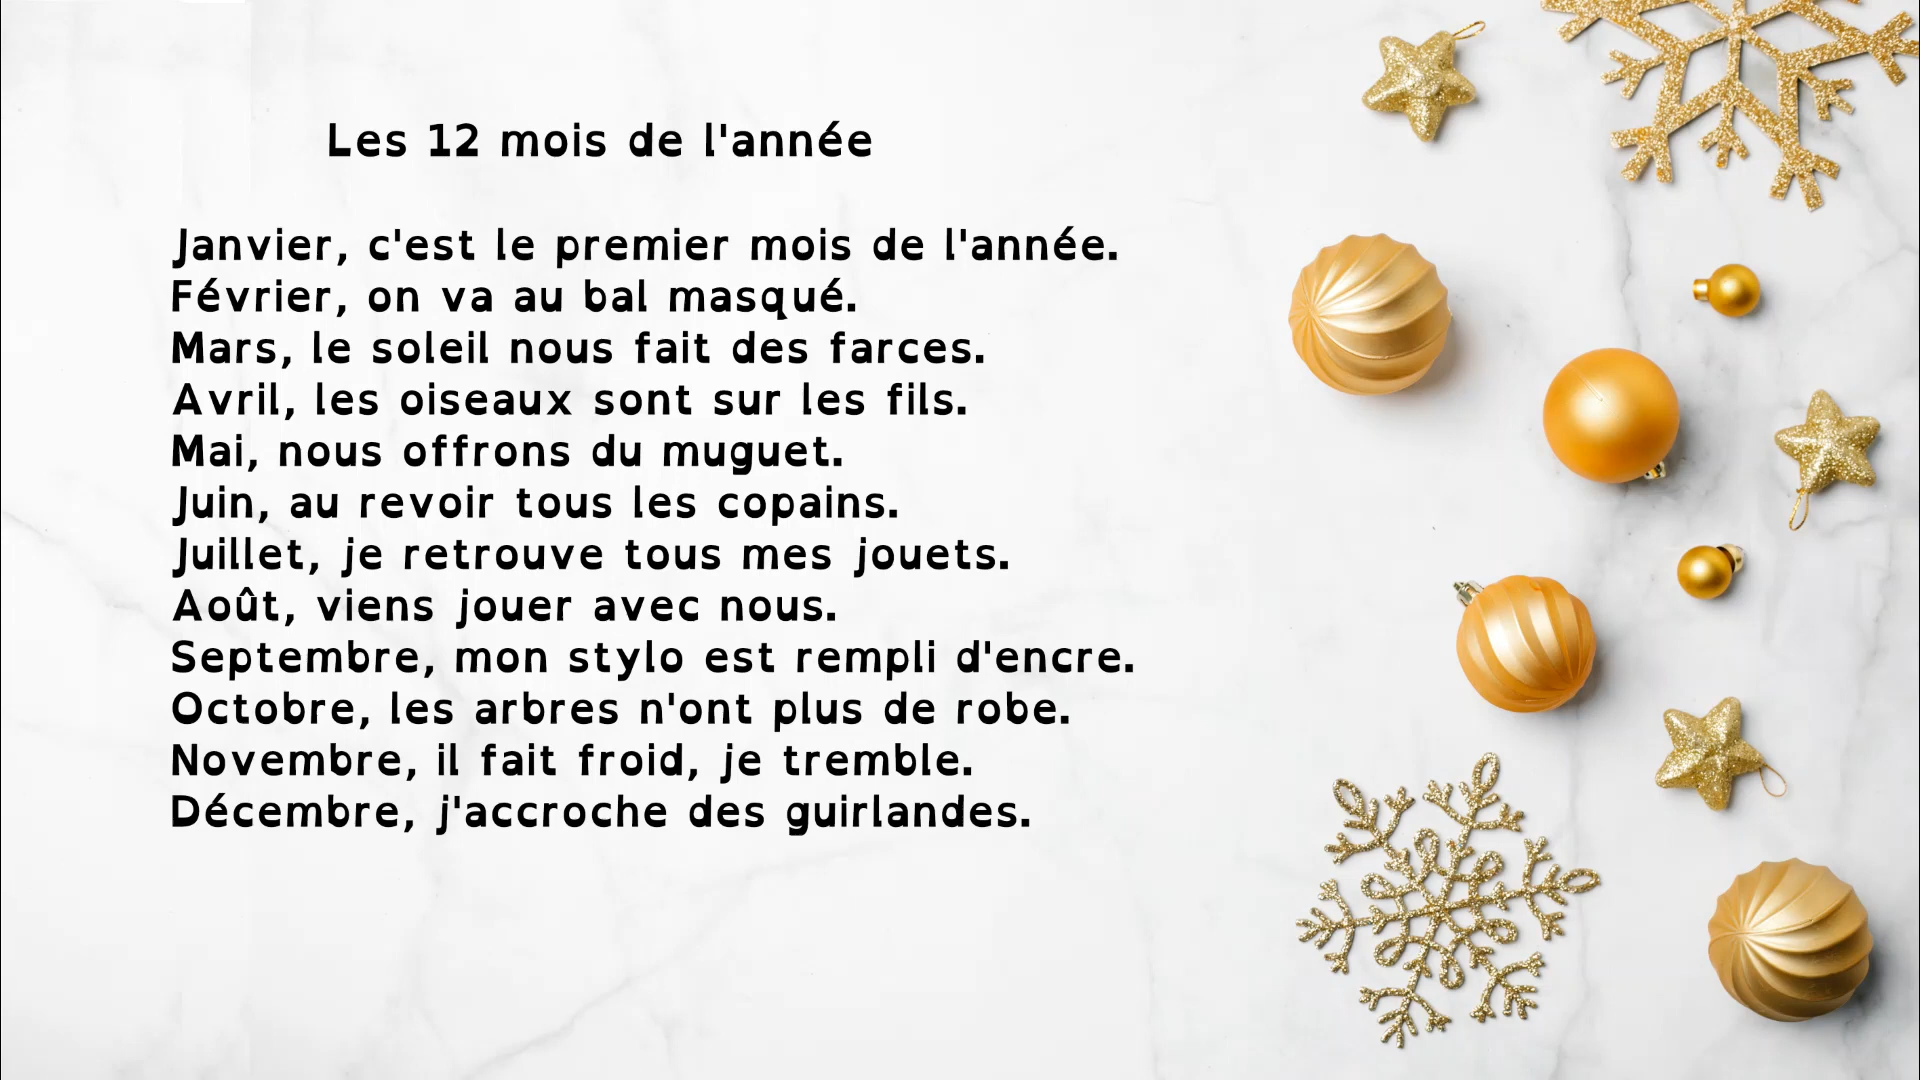 Les 12 mois de l'année
Janvier, c'est le premier mois de l'année.
Février, on va au bal masqué.
Mars, le soleil nous fait des farces.
Avril, les oiseaux sont sur les fils.
Mai, nous offrons du muguet.
Juin, au revoir tous les copains.
Juillet, je retrouve tous mes jouets.
Août, viens jouer avec nous.
Septembre, mon stylo est rempli d'encre.
Octobre, les arbres n'ont plus de robe.
Novembre, il fait froid, je tremble.
Décembre, j'accroche des guirlandes.